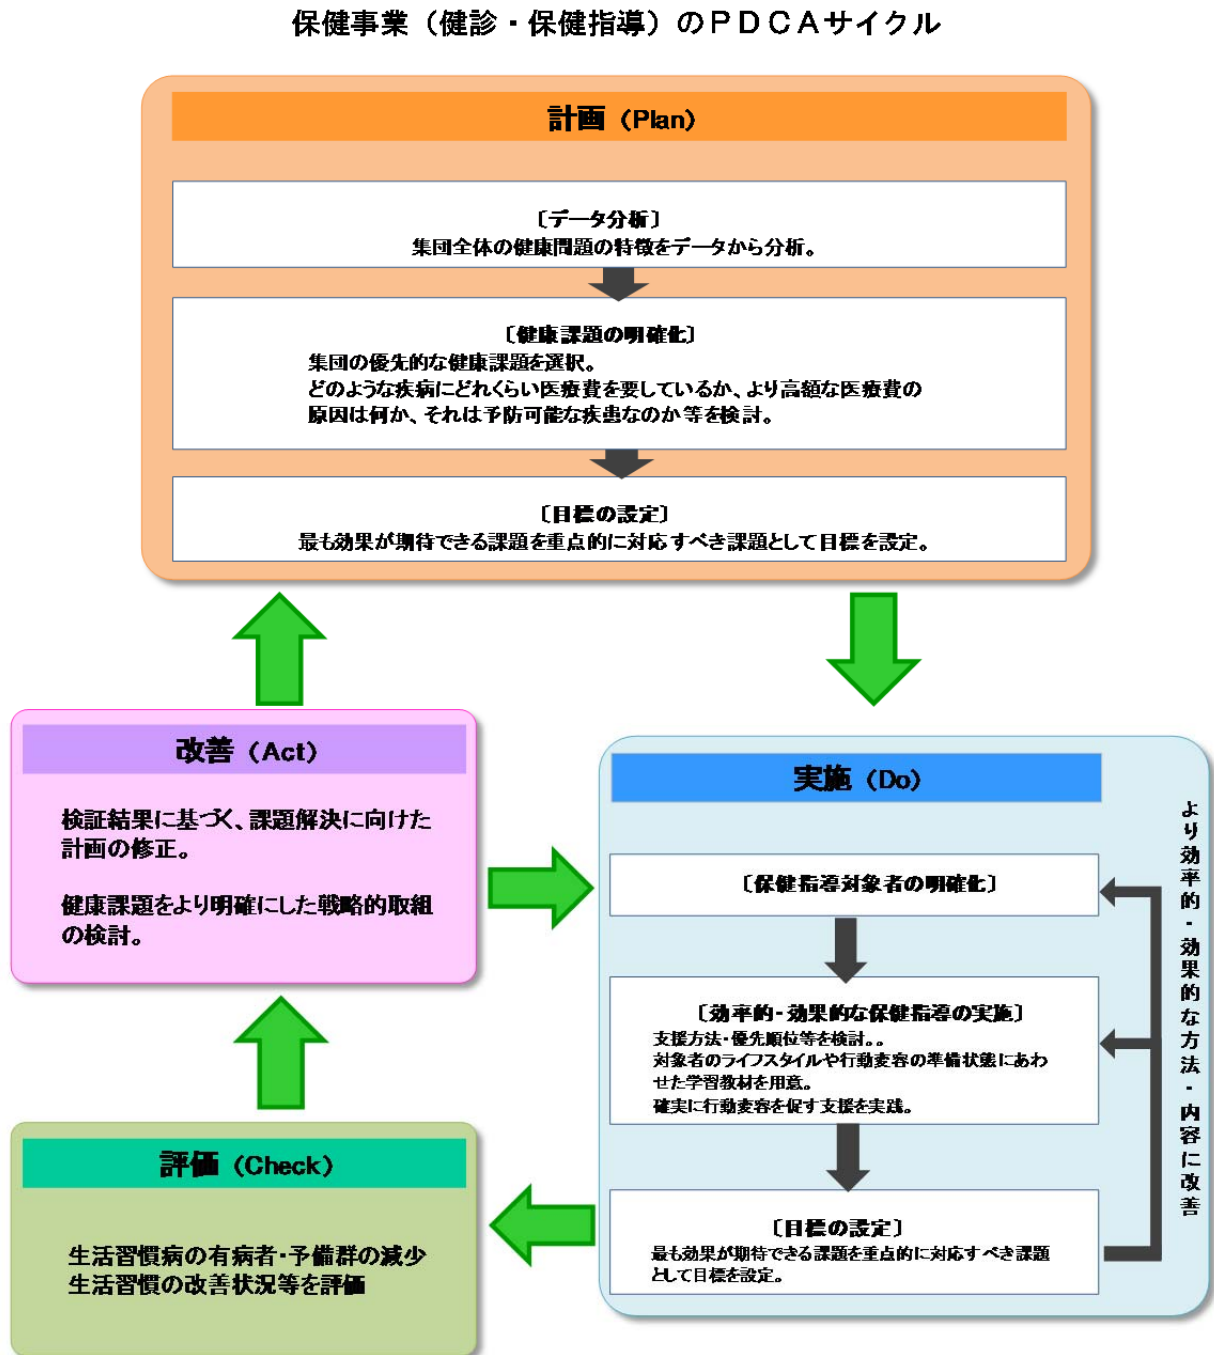 保健事業（健診・保健指導）のＰＤＣＡサイクル
計画（Plan）
〔データ分析〕
集団全体の健康問題の特徴をデータから分析。
〔健康課題の明確化〕
集団の優先的な健康課題を選択。
どのような疾病にどれくらい医療費を要しているか、より高額な医療費の
原因は何か、それは予防可能な疾患なのか等を検討。
〔目標の設定〕
最も効果が期待できる課題を重点的に対応すべき課題として目標を設定。
改善（Act）
検証結果に基づく、課題解決に向けた
計画の修正。
健康課題をより明確にした戦略的取組
の検討。
実施（Do）
〔保健指導対象者の明確化〕
〔効率的・効果的な保健指導の実施〕
支援方法・優先順位等を検討。。
対象者のライフスタイルや行動変容の準備状態にあわ
せた学習教材を用意。
確実に行動変容を促す支援を実践。
〔目標の設定〕
最も効果が期待できる課題を重点的に対応すべき課題
として目標を設定。
より効率的・効果的な方法・内容に改善
評価（Check）
生活習慣病の有病者・予備群の減少
生活習慣の改善状況等を評価